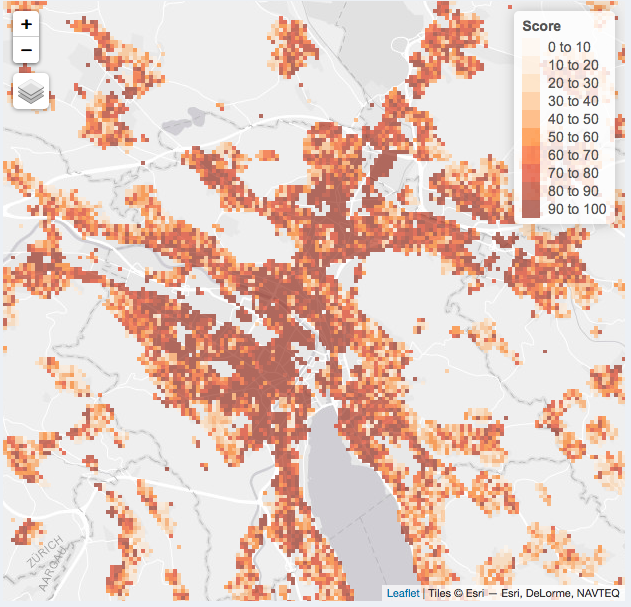 +
−
Score
0 to 10
10 to 20
20 to 30
30 to 40
40 to 50
50 to 60
60 to 70
70 to 80
80 to 90
90 to 100
ZÜRICH
AARGAU
Leaflet | Tiles © Esri — Esri, DeLorme, NAVTEQ